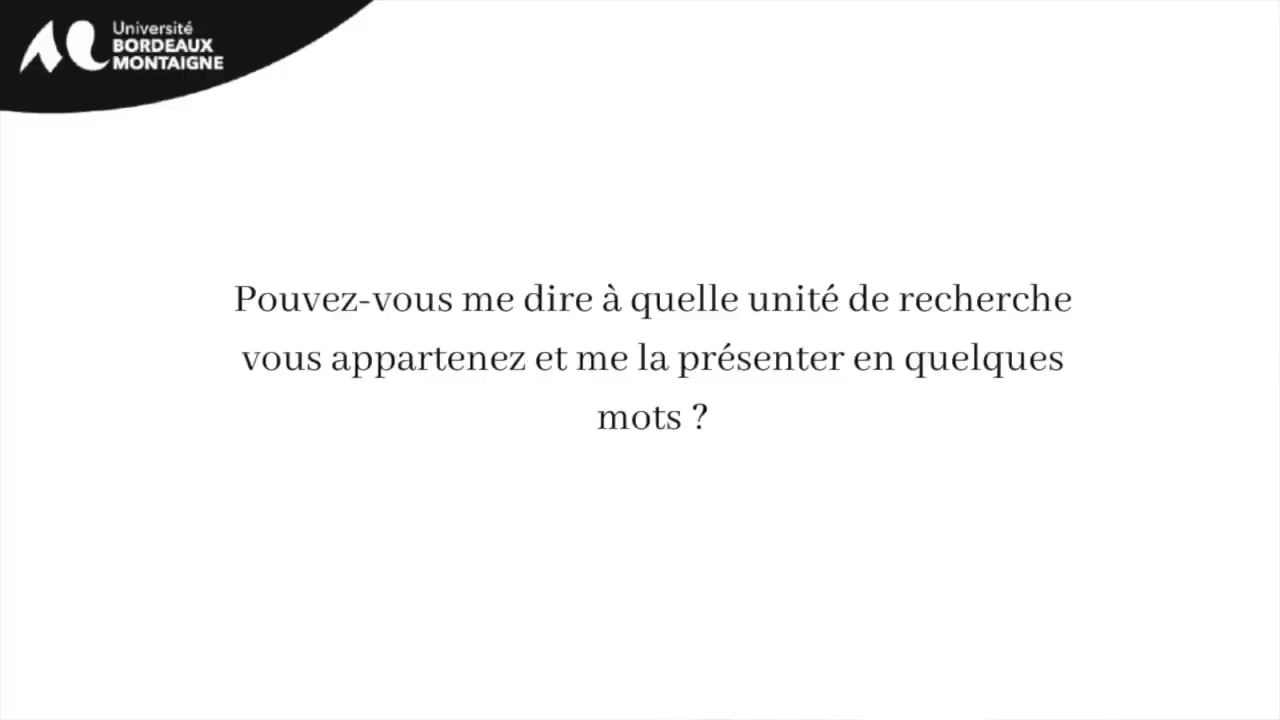 Université
BORDEAUX
MONTAIGNE
Pouvez-vous me dire à quelle unité de recherche
vous appartenez et me la présenter en quelques
mots ?